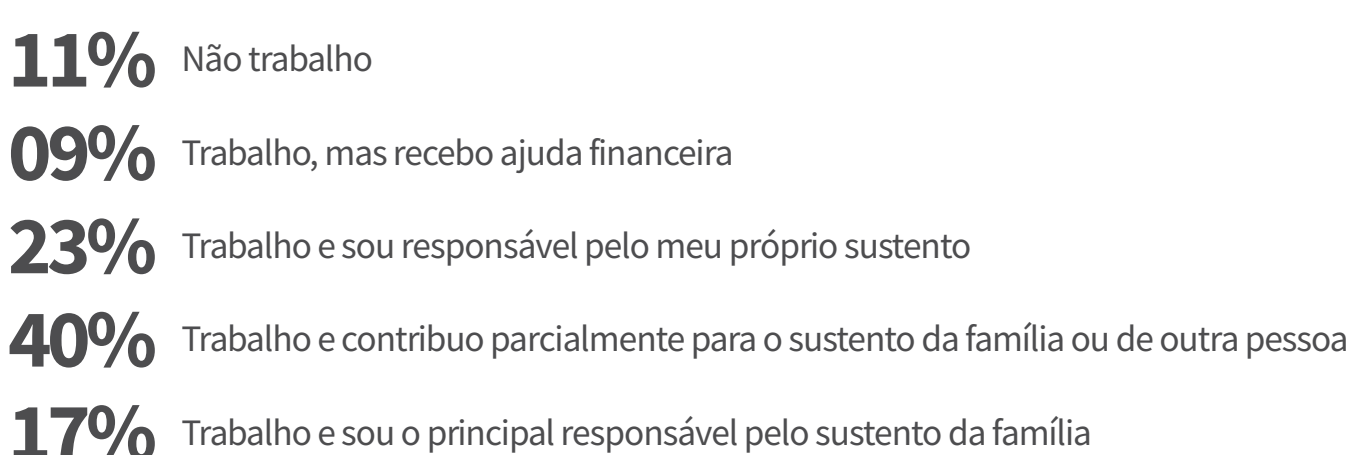 11% Não trabalho
09% Trabalho, mas recebo ajuda financeira
23% Trabalho e sou responsável pelo meu próprio sustento
40% Trabalho e contribuo parcialmente para o sustento da família ou de outra pessoa
17% Trabalho e sou o principal responsável pelo sustento da família